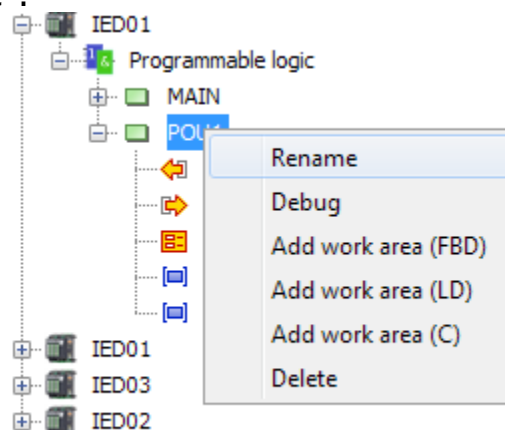 IED01
Programmable logic
MAIN
POU1
Rename
Debug
Add work area (FBD)
Add work area (LD)
Add work area (C)
Delete
IED01
IED03
IED02